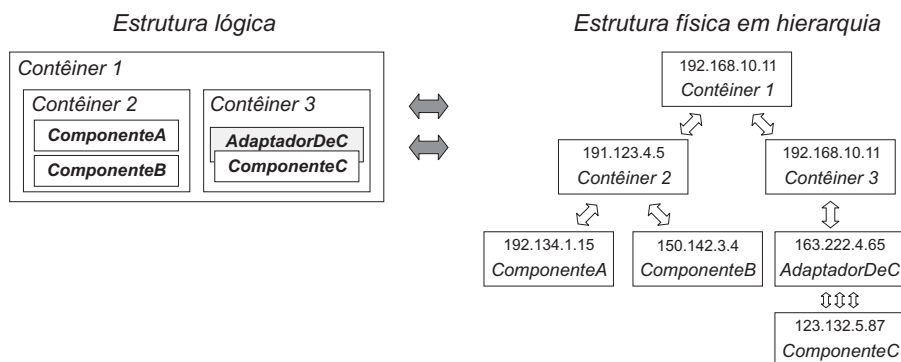 Estrutura lógica
Contêiner 1
Contêiner 2
ComponenteA
ComponenteB
Contêiner 3
AdaptadorDeC
ComponenteC
Estrutura física em hierarquia
192.168.10.11
Contêiner 1
191.123.4.5
Contêiner 2
192.168.10.11
Contêiner 3
192.134.1.15
ComponenteA
150.142.3.4
ComponenteB
163.222.4.65
AdaptadorDeC
123.132.5.87
ComponenteC